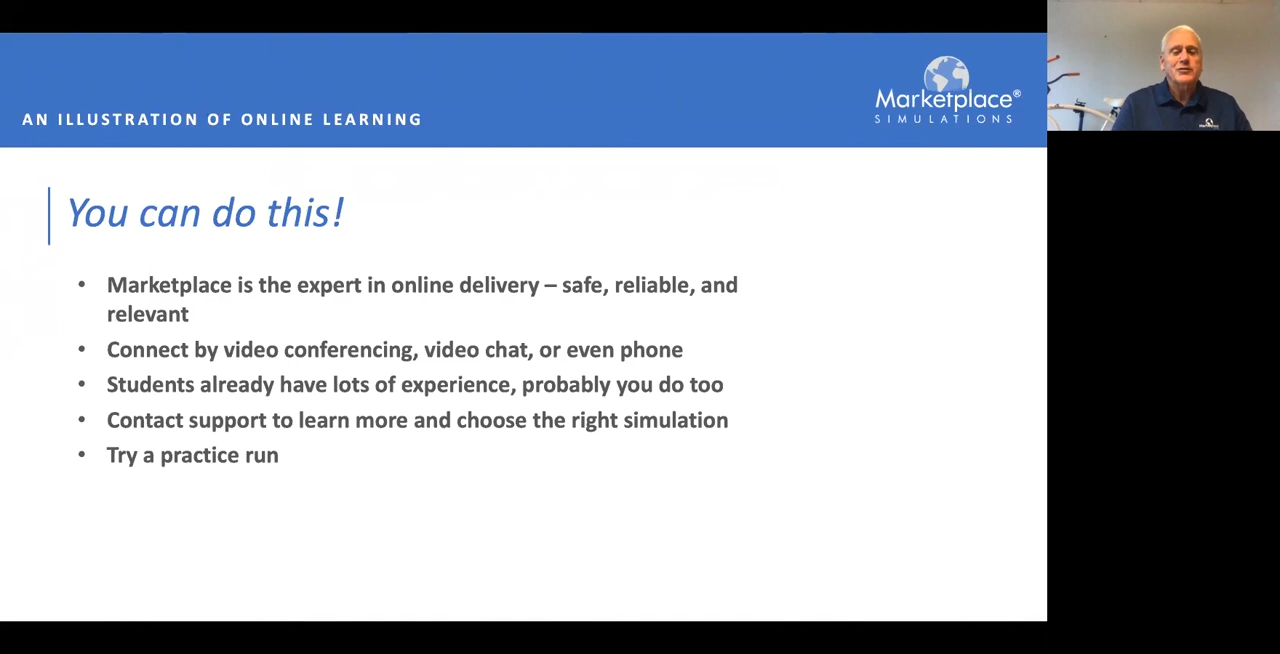 AN ILLUSTRATION OF ONLINE LEARNING
Marketplace®
SIMULATIONS
You can do this!
• Marketplace is the expert in online delivery – safe, reliable, and
relevant
• Connect by video conferencing, video chat, or even phone
• Students already have lots of experience, probably you do too
• Contact support to learn more and choose the right simulation
• Try a practice run